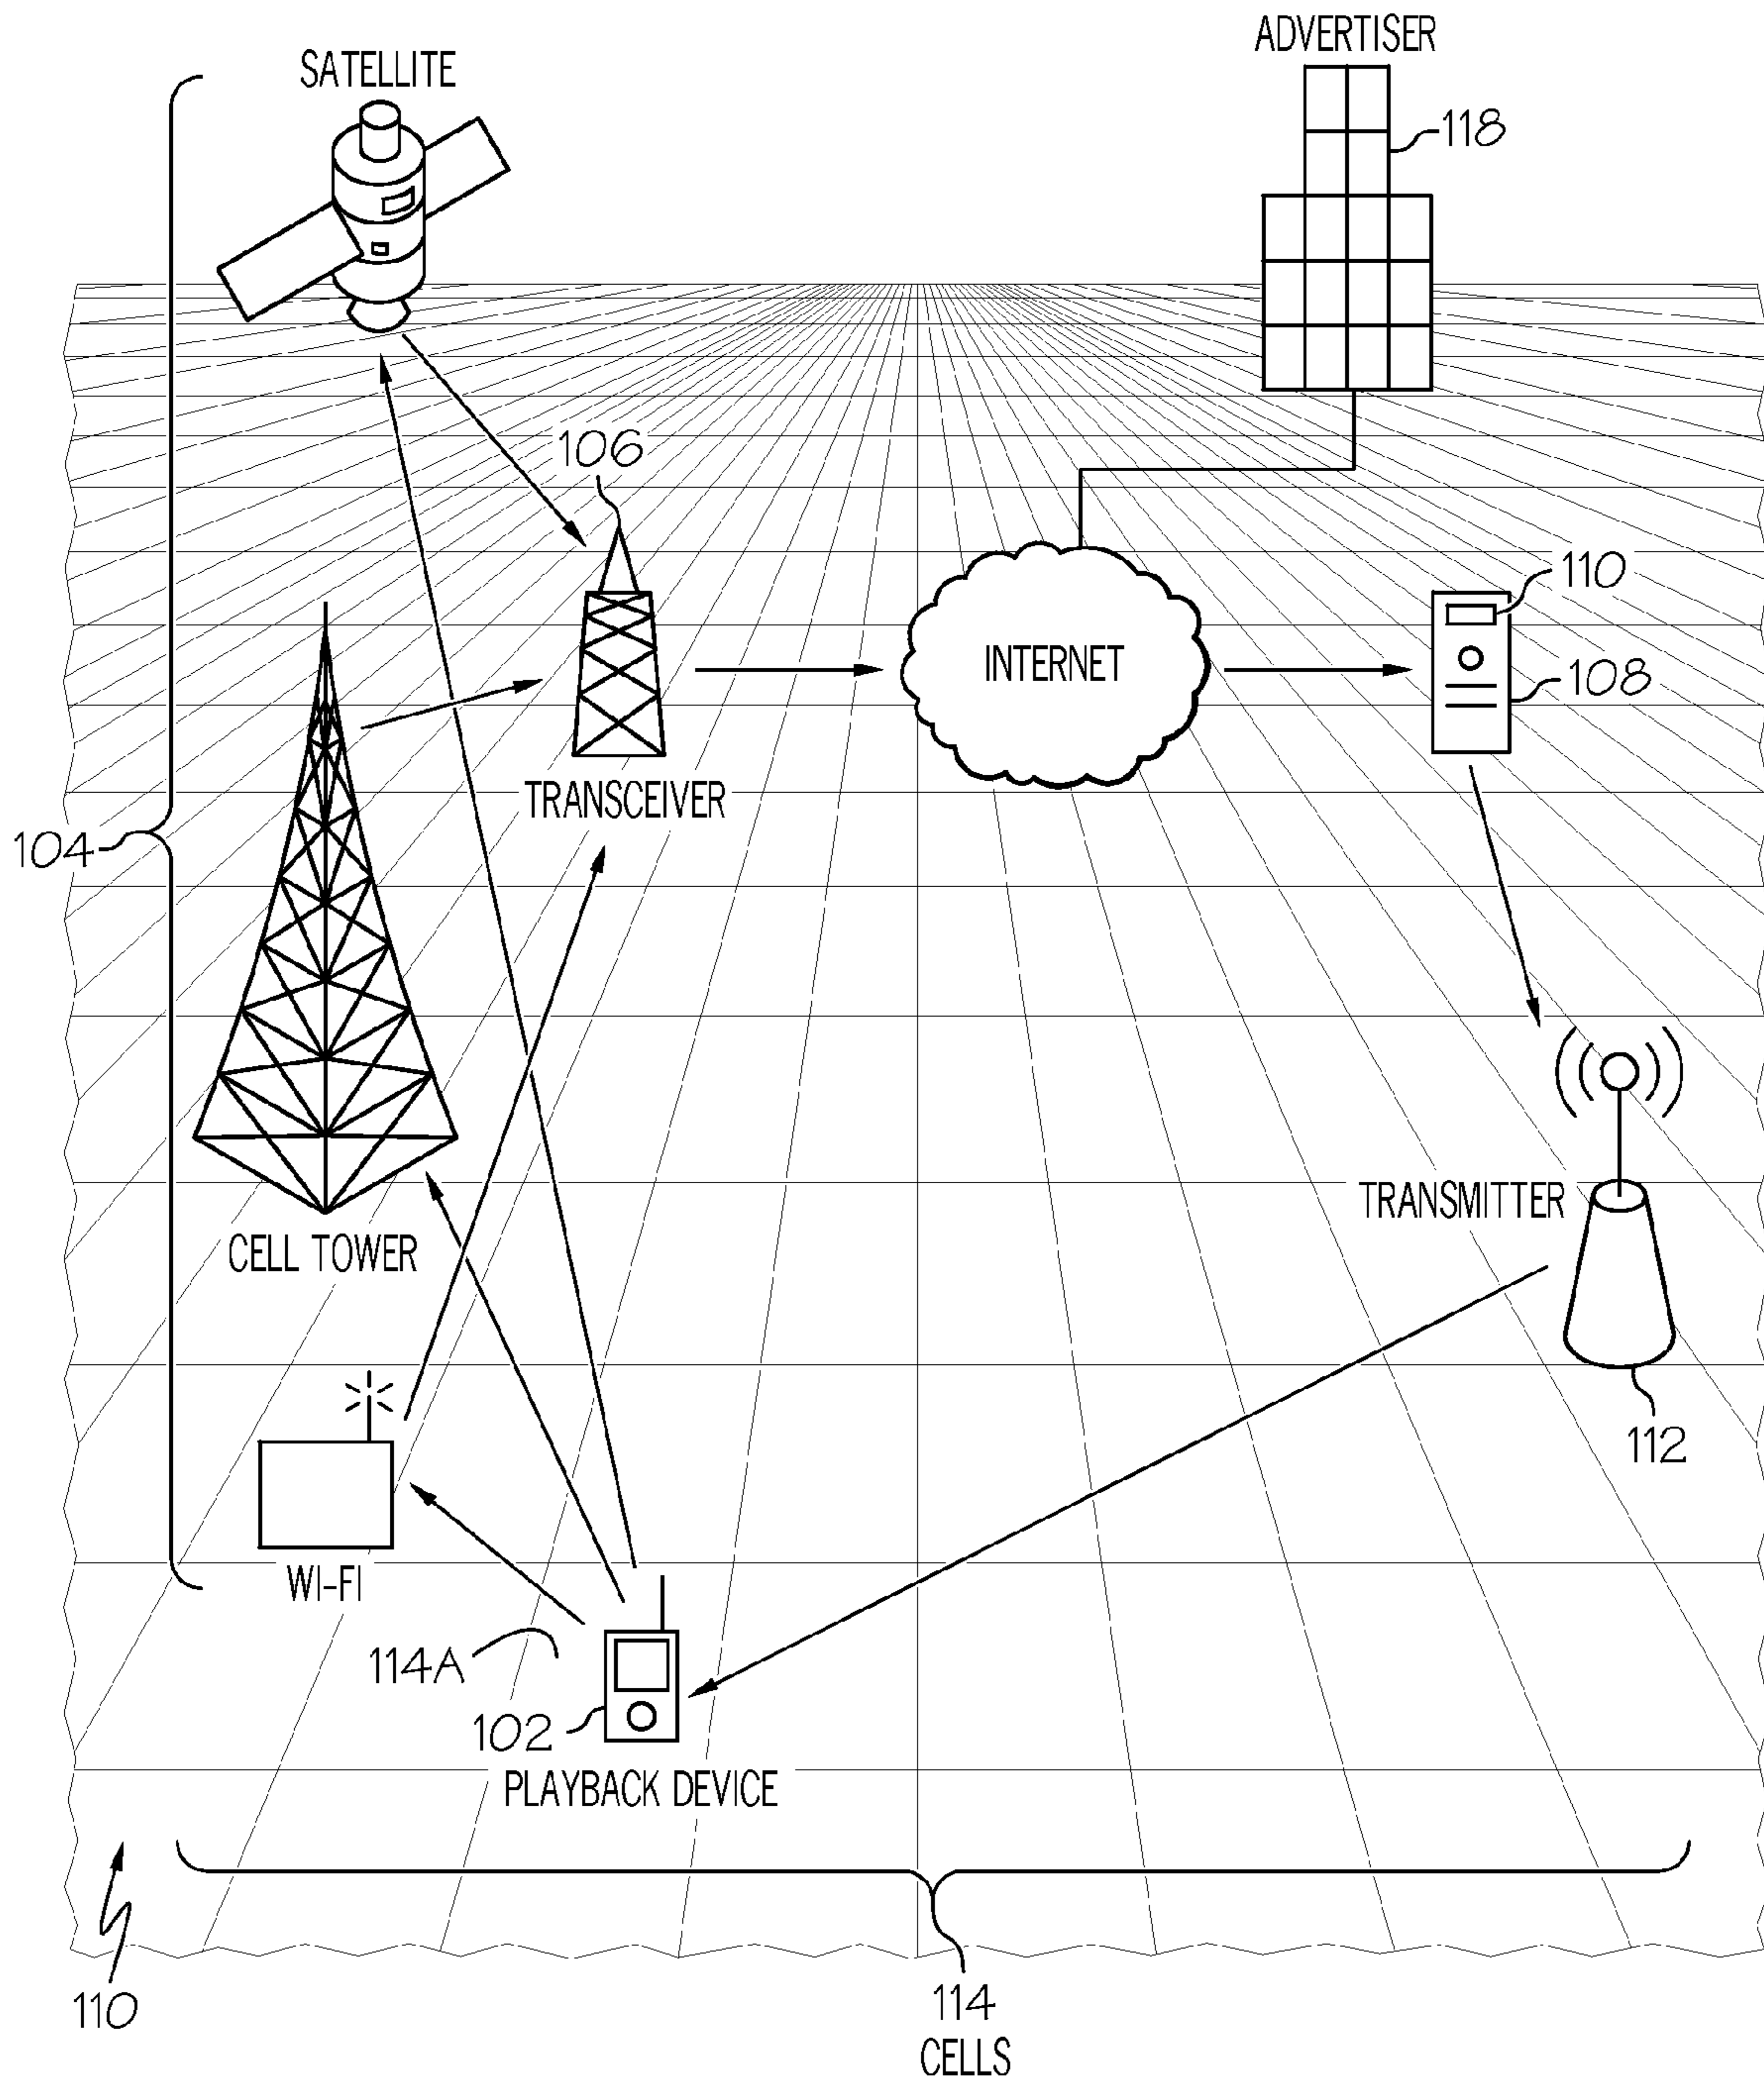 ADVERTISER
SATELLITE
118
106
110
INTERNET
108
TRANSCEIVER
104
TRANSMITTER
CELL TOWER
112
WI-FI
114A
102
PLAYBACK DEVICE
110
114
CELLS